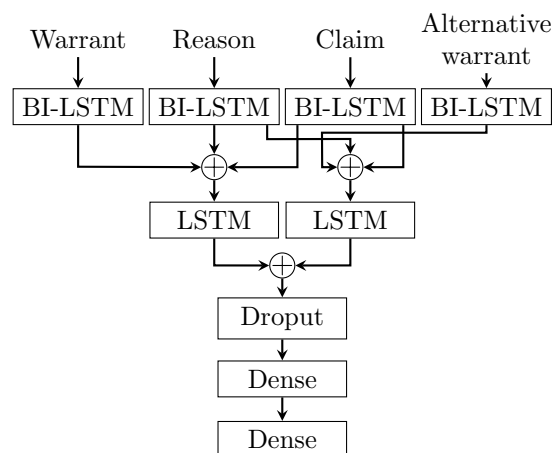 Warrant
Reason
Claim
Alternative
warrant
BI-LSTM
BI-LSTM
BI-LSTM
BI-LSTM
LSTM
LSTM
Droput
Dense
Dense